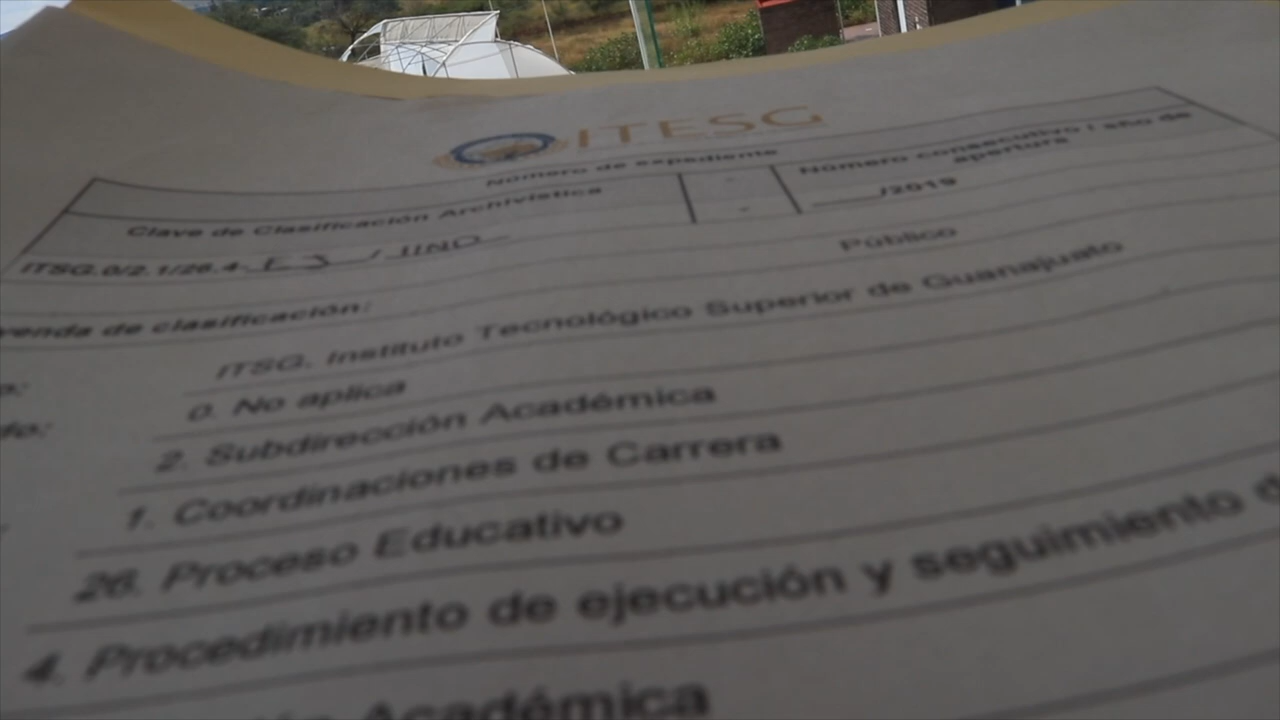 ITESG
Número de expediente
Clave de Clasificación Archivística
Número consecutivo / año de
apertura
ITSG.0/2.1/26.4.
___/2019
Público
de clasificación:
ITSG. Instituto Tecnológico Superior de Guanajuato
0. No aplica
2. Subdirección Académica
1. Coordinaciones de Carrera
26. Proceso Educativo
4. Procedimiento de ejecución y seguimiento
Académica